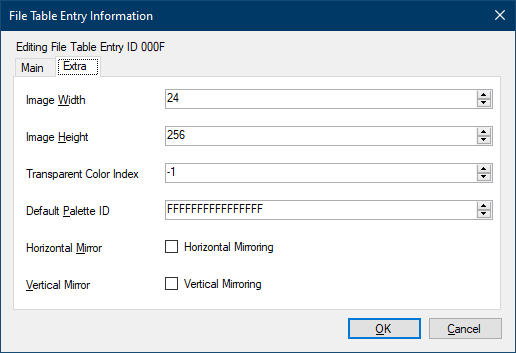 File Table Entry Information
Editing File Table Entry ID 000F
Main Extra
Image Width 24
Image Height 256
Transparent Color Index -1
Default Palette ID FFFFFFFFFFFFFFFF
Horizontal Mirror Horizontal Mirroring
Vertical Mirror Vertical Mirroring
OK Cancel